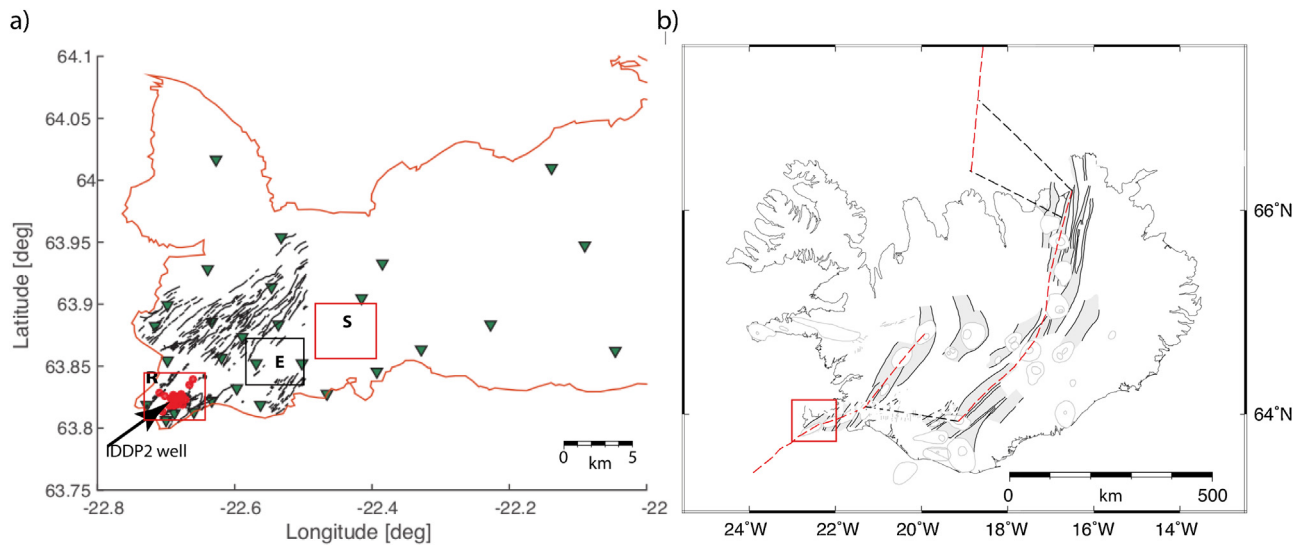 a)
b)
64.1
64.05
64
63.95
63.9
63.85
63.8
63.75
Latitude [deg]
S
E
R
IDDP2 well
0 5
km
-22.8 -22.6 -22.4 -22.2 -22
Longitude [deg]
66˚N
64˚N
0 500
km
24˚W 22˚W 20˚W 18˚W 16˚W 14˚W